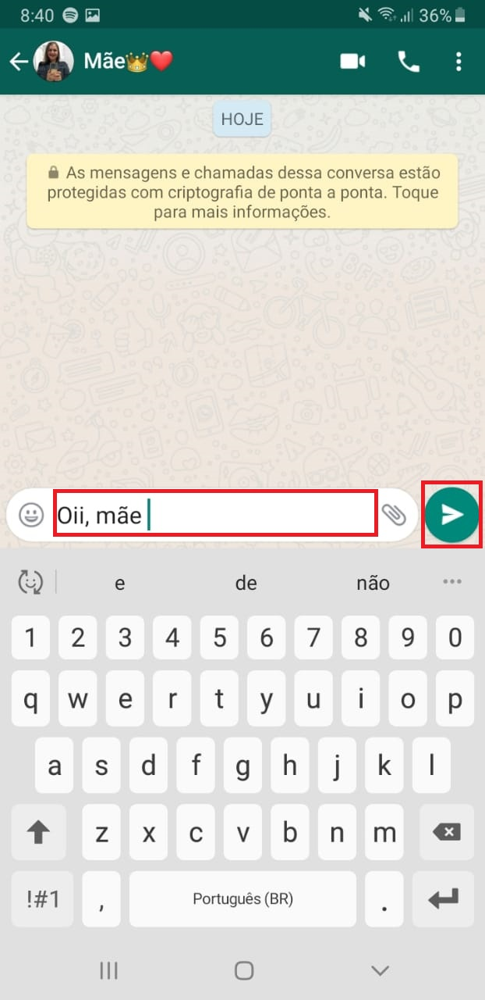 8:40 36%
Mãe👑❤️
HOJE
As mensagens e chamadas dessa conversa estão
protegidas com criptografia de ponta a ponta. Toque
para mais informações.
Oii, mãe
e de não
1 2 3 4 5 6 7 8 9 0
q w e r t y u i o p
a s d f g h j k l
z x c v b n m
!#1 , Português (BR) .